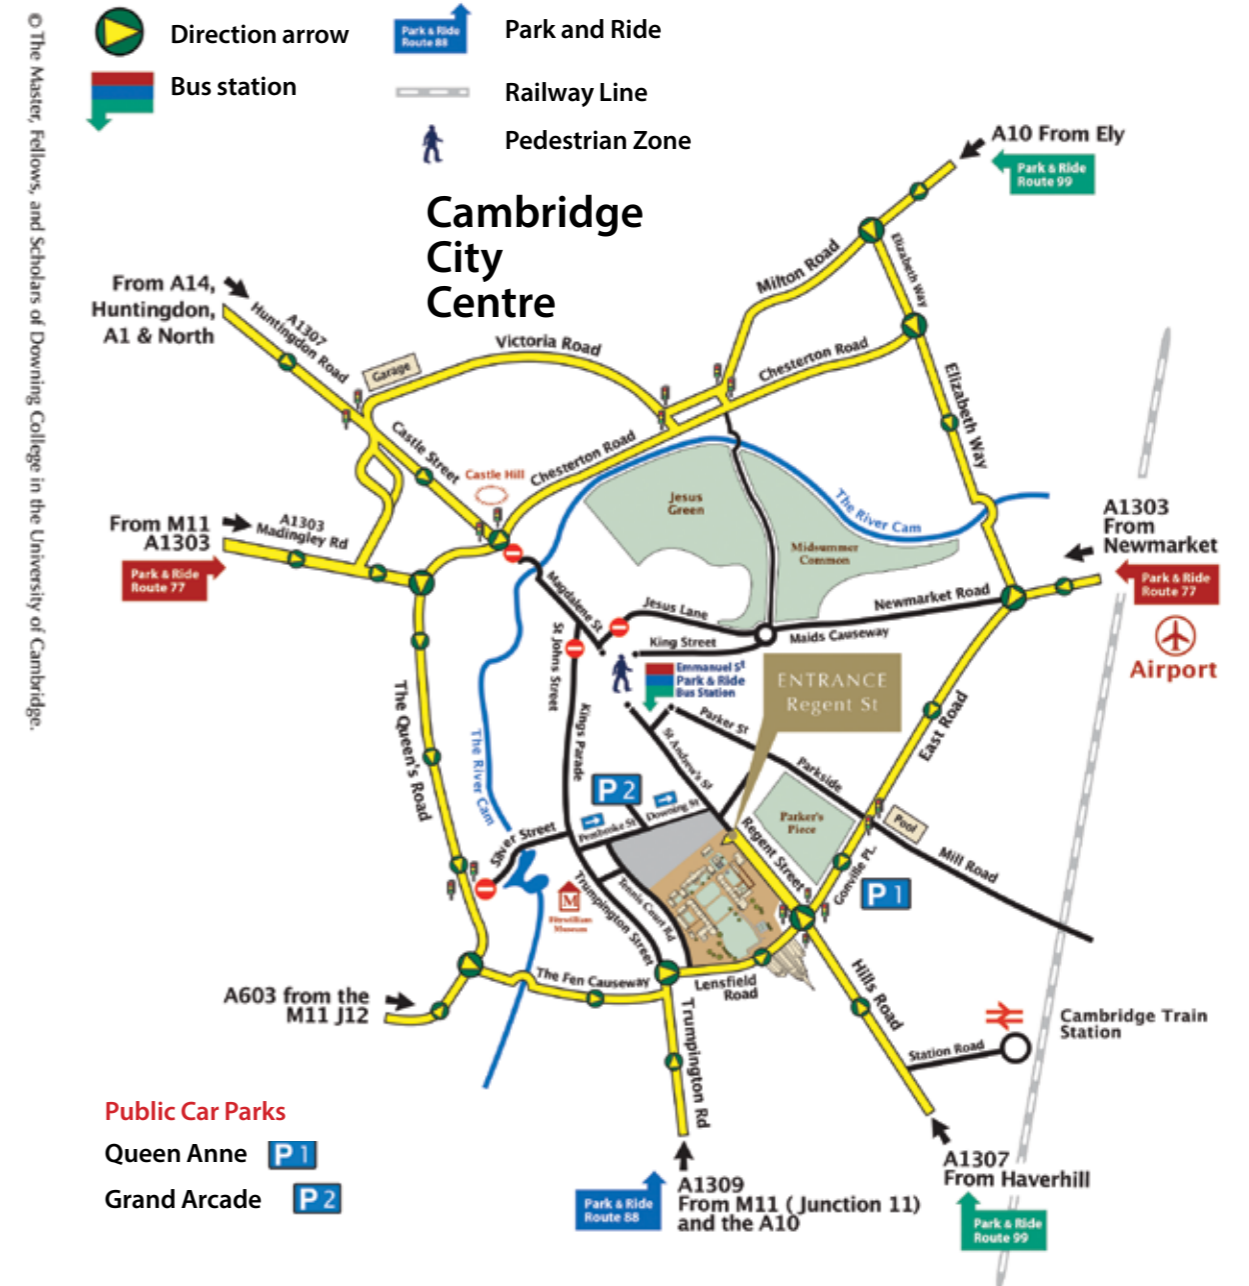 © The Master, Fellows, and Scholars of Downing College in the University of Cambridge.
Direction arrow
Bus station
Park & Ride
Route 88
Park and Ride
Railway Line
Pedestrian Zone
Cambridge
City
Centre
A10 From Ely
Park & Ride
Route 99
Elizabeth Way
Milton Road
From A14,
Huntingdon,
A1 & North
A1307
Huntingdon Road
Garage
Victoria Road
Chesterton Road
Elizabeth Way
Castle Street
Castle Hill
Chesterton Road
Jesus
Green
The River Cam
Midsummer
Common
From M11
A1303
A1303
Madingley Rd
Park & Ride
Route 77
A1303
From
Newmarket
Park & Ride
Route 77
Airport
Magdalene St
Jesus Lane
Newmarket Road
King Street
Maids Causeway
St Johns Street
Emmanuel St
Park & Ride
Bus Station
ENTRANCE
Regent St
The Queen's Road
The River Cam
Kings Parade
Parker St
St Andrew's St
Parkside
East Road
P 2
Downing St
Pembroke St
Parker's
Piece
Pool
Mill Road
Silver Street
Regent Street
Gonville PL.
P 1
M
Fitzwilliam
Museum
Trumpington Street
Tennis Court Rd
The Fen Causeway
Lensfield
Road
Hills Road
A603 from the
M11 J12
Trumpington Rd
Station Road
Cambridge Train
Station
Public Car Parks
Queen Anne P 1
Grand Arcade P 2
Park & Ride
Route 88
A1309
From M11 ( Junction 11)
and the A10
A1307
From Haverhill
Park & Ride
Route 99